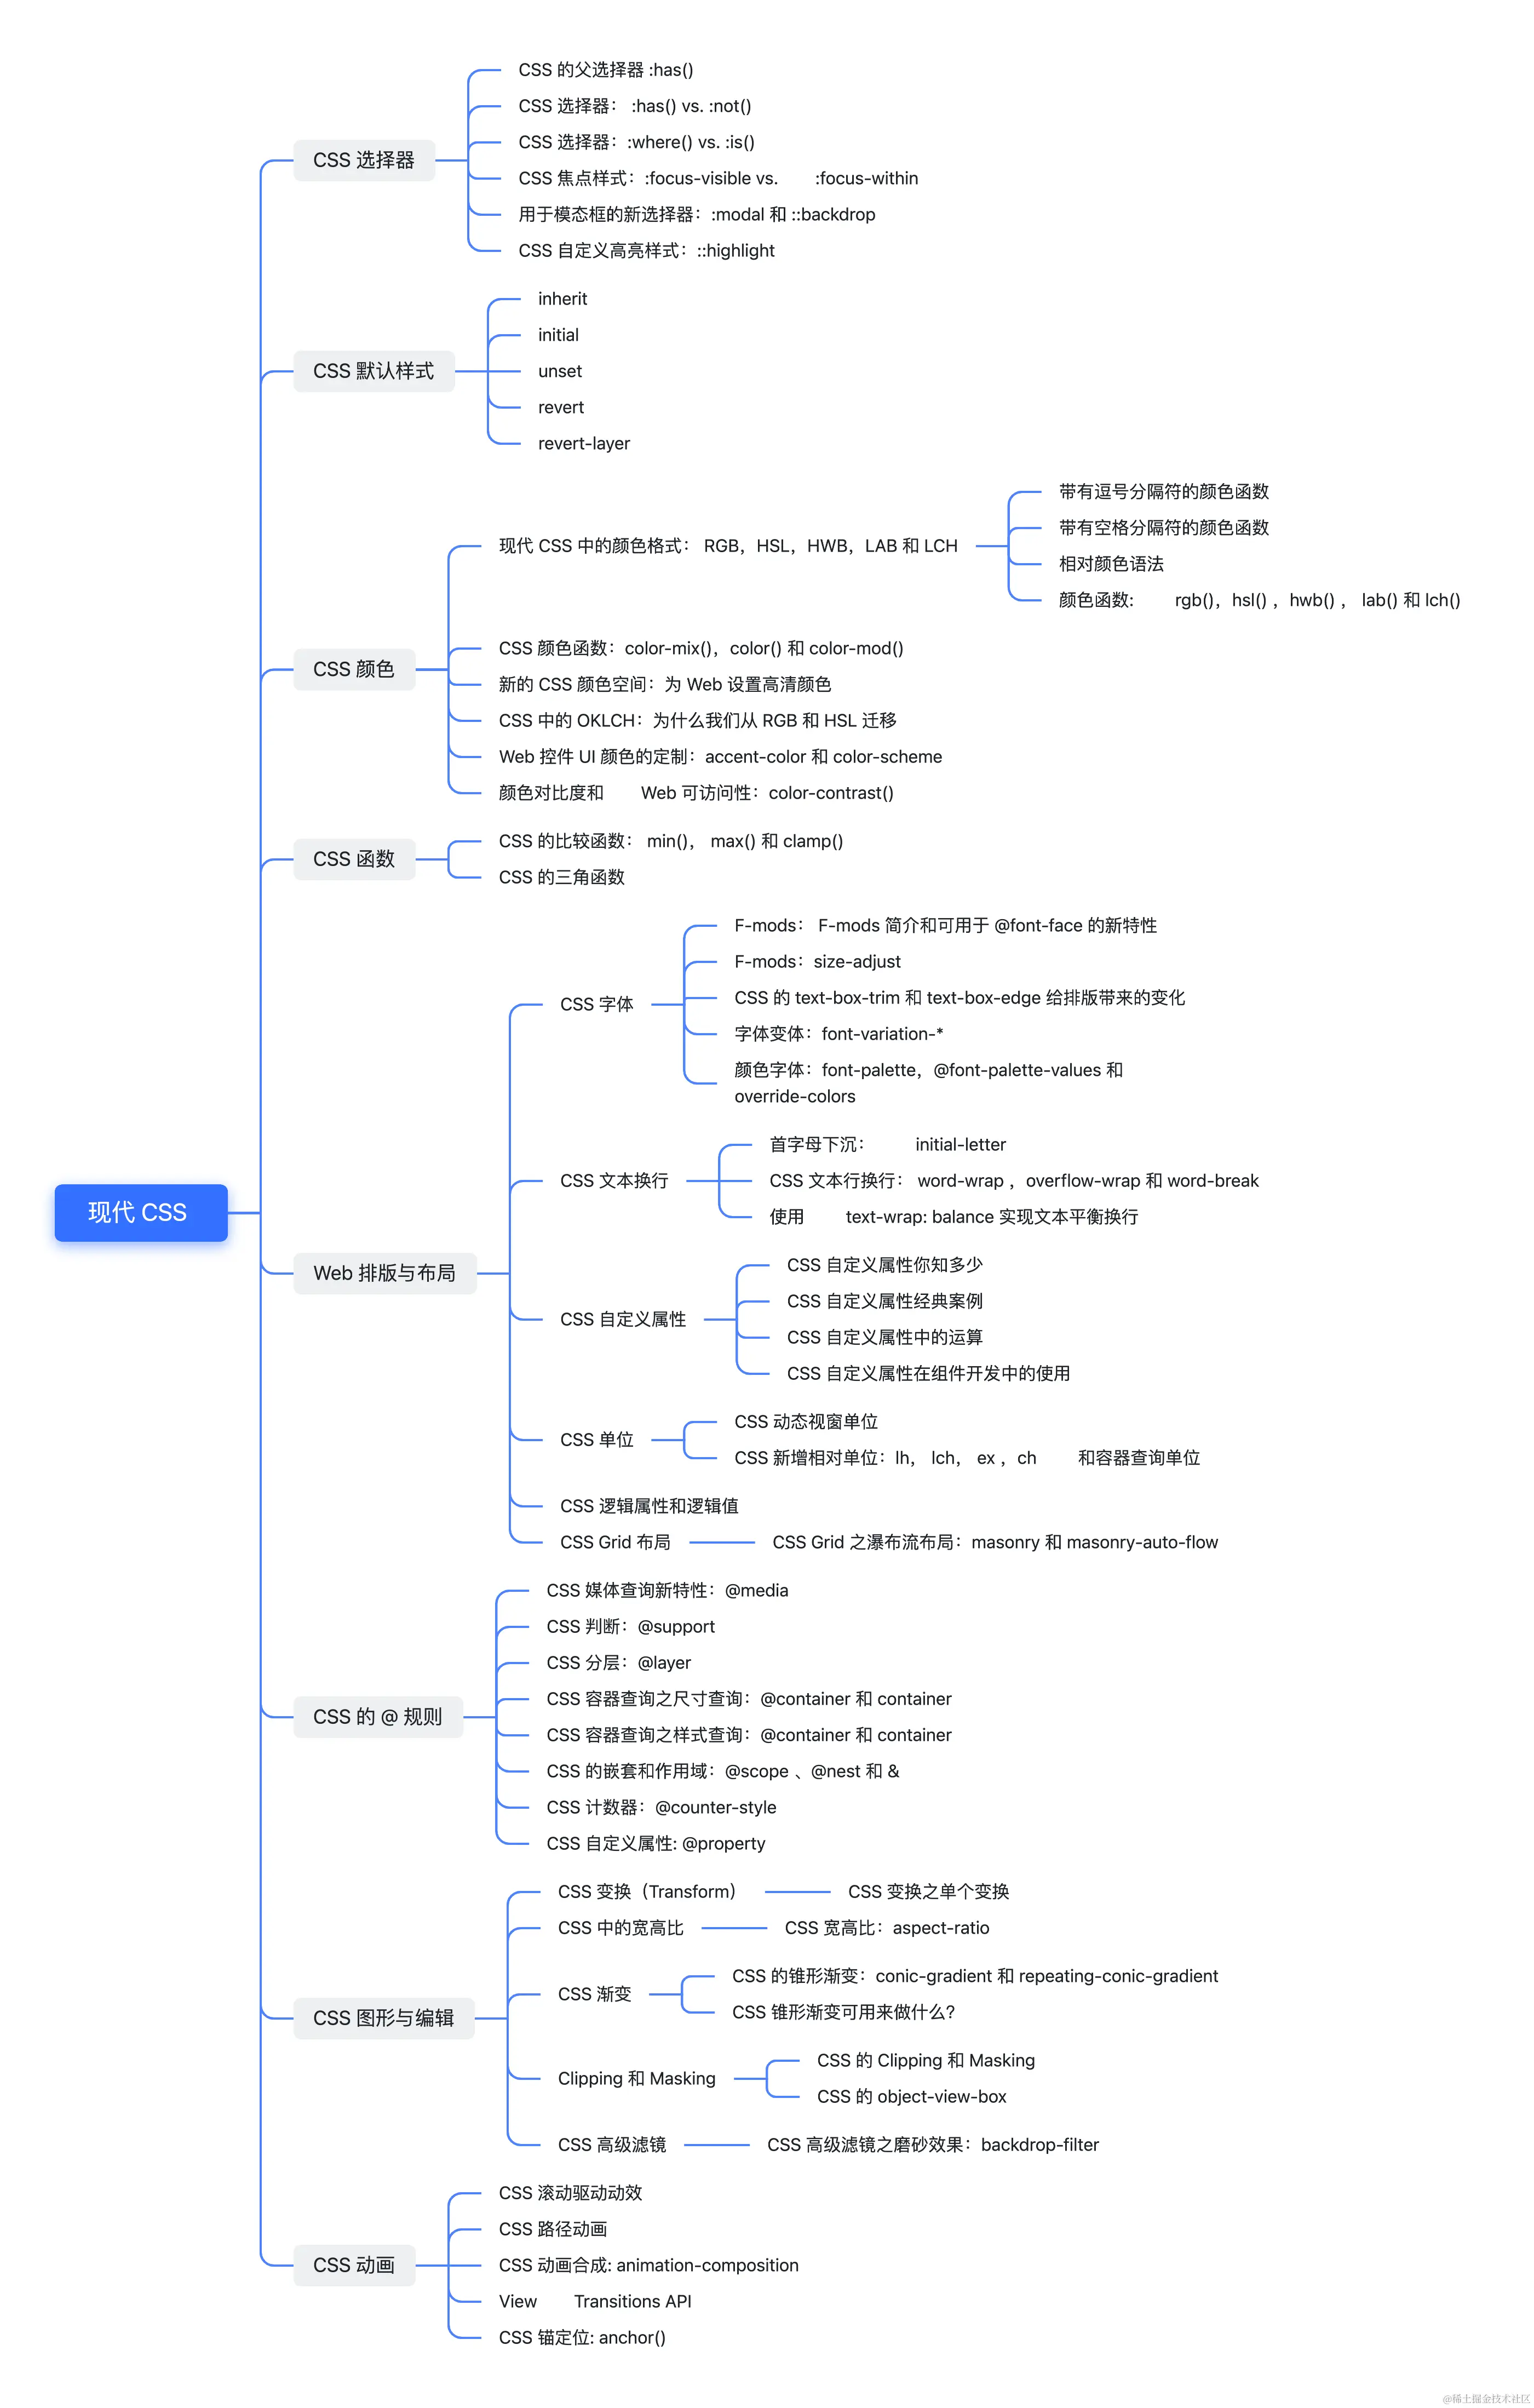 CSS 的父选择器 :has()
CSS 选择器： :has() vs. :not()
CSS 选择器：:where() vs. :is()
CSS 焦点样式：:focus-visible vs. :focus-within
用于模态框的新选择器：:modal 和 ::backdrop
CSS 自定义高亮样式：::highlight
CSS 选择器
inherit
initial
unset
revert
revert-layer
CSS 默认样式
带有逗号分隔符的颜色函数
带有空格分隔符的颜色函数
相对颜色语法
颜色函数: rgb()，hsl() ，hwb() ， lab() 和 lch()
现代 CSS 中的颜色格式： RGB，HSL，HWB，LAB 和 LCH
CSS 颜色函数：color-mix()，color() 和 color-mod()
新的 CSS 颜色空间：为 Web 设置高清颜色
CSS 中的 OKLCH：为什么我们从 RGB 和 HSL 迁移
Web 控件 UI 颜色的定制：accent-color 和 color-scheme
颜色对比度和 Web 可访问性：color-contrast()
CSS 颜色
CSS 的比较函数： min()， max() 和 clamp()
CSS 的三角函数
CSS 函数
F-mods： F-mods 简介和可用于 @font-face 的新特性
F-mods：size-adjust
CSS 的 text-box-trim 和 text-box-edge 给排版带来的变化
字体变体：font-variation-*
颜色字体：font-palette，@font-palette-values 和
override-colors
CSS 字体
首字母下沉： initial-letter
CSS 文本行换行： word-wrap ，overflow-wrap 和 word-break
使用 text-wrap: balance 实现文本平衡换行
CSS 文本换行
现代 CSS
Web 排版与布局
CSS 自定义属性你知多少
CSS 自定义属性经典案例
CSS 自定义属性中的运算
CSS 自定义属性在组件开发中的使用
CSS 自定义属性
CSS 动态视窗单位
CSS 新增相对单位：lh， lch， ex ，ch 和容器查询单位
CSS 单位
CSS 逻辑属性和逻辑值
CSS Grid 布局
CSS Grid 之瀑布流布局：masonry 和 masonry-auto-flow
CSS 媒体查询新特性：@media
CSS 判断：@support
CSS 分层：@layer
CSS 容器查询之尺寸查询：@container 和 container
CSS 容器查询之样式查询：@container 和 container
CSS 的嵌套和作用域：@scope 、@nest 和 &
CSS 计数器：@counter-style
CSS 自定义属性: @property
CSS 的 @ 规则
CSS 变换（Transform）
CSS 变换之单个变换
CSS 中的宽高比
CSS 宽高比：aspect-ratio
CSS 的锥形渐变：conic-gradient 和 repeating-conic-gradient
CSS 锥形渐变可用来做什么？
CSS 渐变
CSS 图形与编辑
CSS 的 Clipping 和 Masking
CSS 的 object-view-box
Clipping 和 Masking
CSS 高级滤镜
CSS 高级滤镜之磨砂效果：backdrop-filter
CSS 滚动驱动动效
CSS 路径动画
CSS 动画合成: animation-composition
View Transitions API
CSS 锚定位: anchor()
CSS 动画
@稀土掘金技术社区